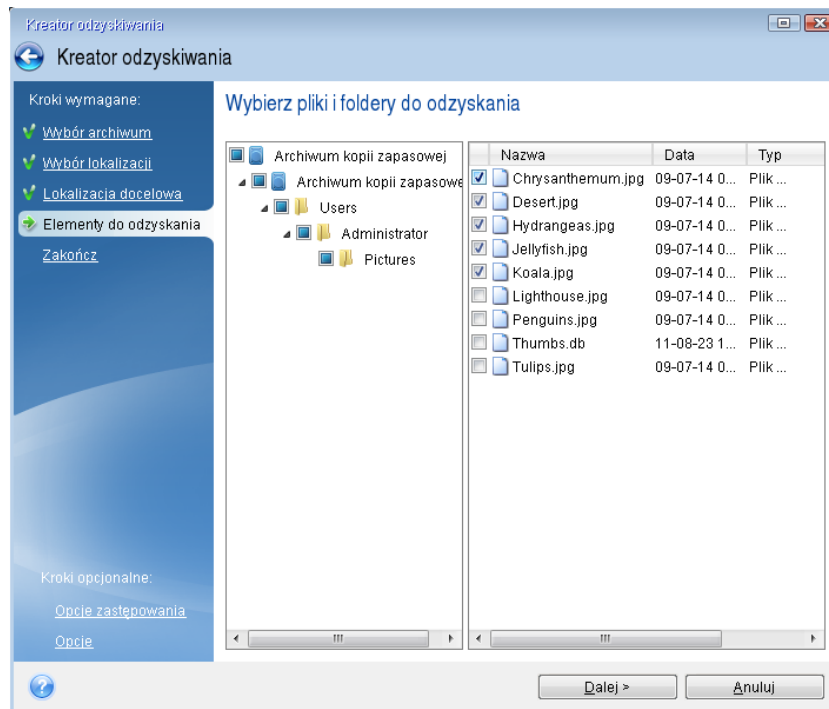 Kreator odzyskiwania
Kreator odzyskiwania
Kroki wymagane:
Wybór archiwum
Wybór lokalizacji
Lokalizacja docelowa
Elementy do odzyskania
Zakończ
Kroki opcjonalne:
Opcje zastępowania
Opcje
Wybierz pliki i foldery do odzyskania
Archiwum kopii zapasowej
Archiwum kopii zapasowe
Users
Administrator
Pictures
Nazwa Data Typ
Chrysanthemum.jpg 09-07-14 0... Plik ...
Desert.jpg 09-07-14 0... Plik ...
Hydrangeas.jpg 09-07-14 0... Plik ...
Jellyfish.jpg 09-07-14 0... Plik ...
Koala.jpg 09-07-14 0... Plik ...
Lighthouse.jpg 09-07-14 0... Plik ...
Penguins.jpg 09-07-14 0... Plik ...
Thumbs.db 11-08-23 1... Plik ...
Tulips.jpg 09-07-14 0... Plik ...
Dalej > Anuluj